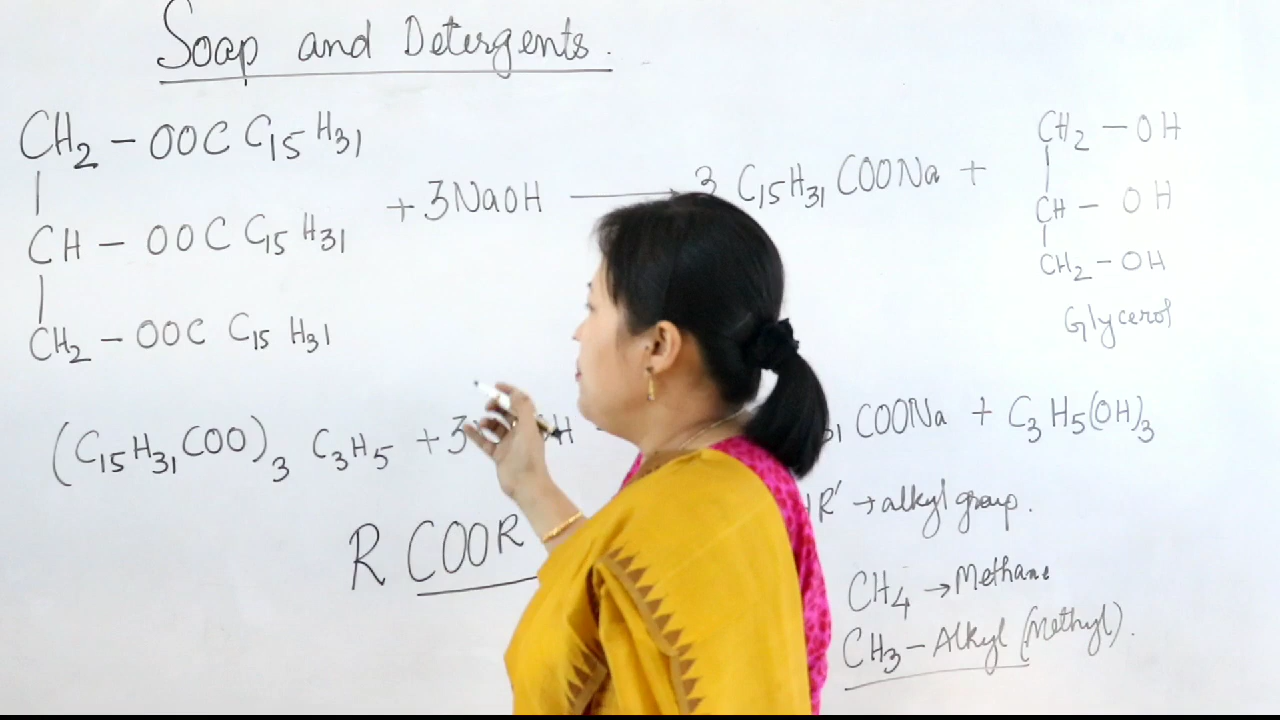 Soap and Detergents.
CH2 - OOC C15 H31
|
CH - OOC C15 H31
|
CH2 - OOC C15 H31
+ 3NaOH → 3 C15H31 COONa +
CH2 - OH
|
CH - OH
|
CH2 - OH
Glycerol
(C15H31COO)3 C3H5 + 3 H COONa + C3H5(OH)3
R COOR
R' → alkyl group.
CH4 → Methane
CH3 - Alkyl (Methyl).